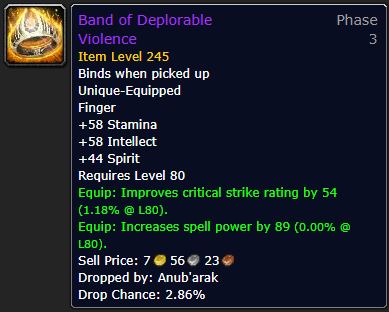 Band of Deplorable Phase
Violence 3
Item Level 245
Binds when picked up
Unique-Equipped
Finger
+58 Stamina
+58 Intellect
+44 Spirit
Requires Level 80
Equip: Improves critical strike rating by 54
(1.18% @ L80).
Equip: Increases spell power by 89 (0.00% @
L80).
Sell Price: 7 56 23
Dropped by: Anub'arak
Drop Chance: 2.86%